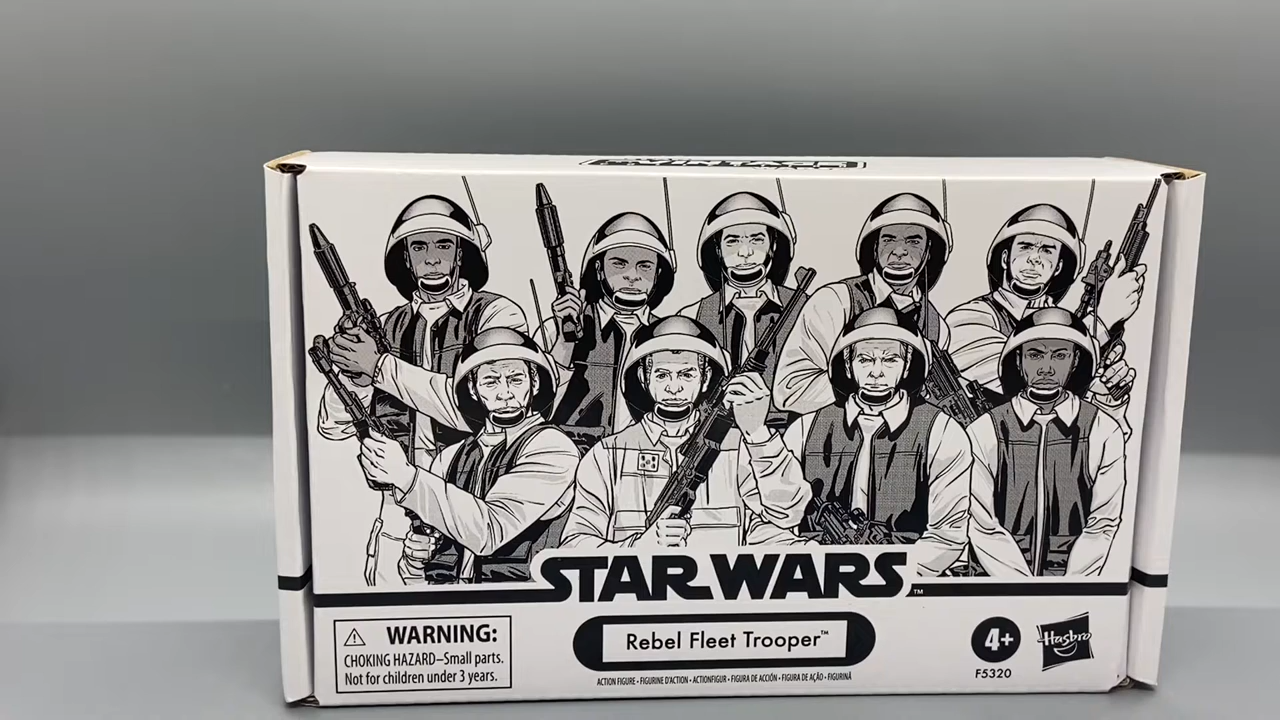 STAR WARS™
⚠ WARNING:
CHOKING HAZARD–Small parts.
Not for children under 3 years.
Rebel Fleet Trooper™
ACTION FIGURE • FIGURINE D'ACTION • ACTIONFIGUR • FIGURA DE ACCIÓN • FIGURA DE AÇÃO • FIGURINĂ
4+
F5320
Hasbro